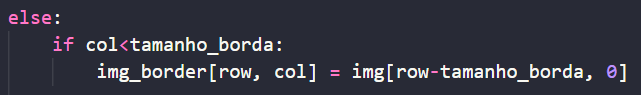 else:
    if col<tamanho_borda:
        img_border[row, col] = img[row-tamanho_borda, 0]